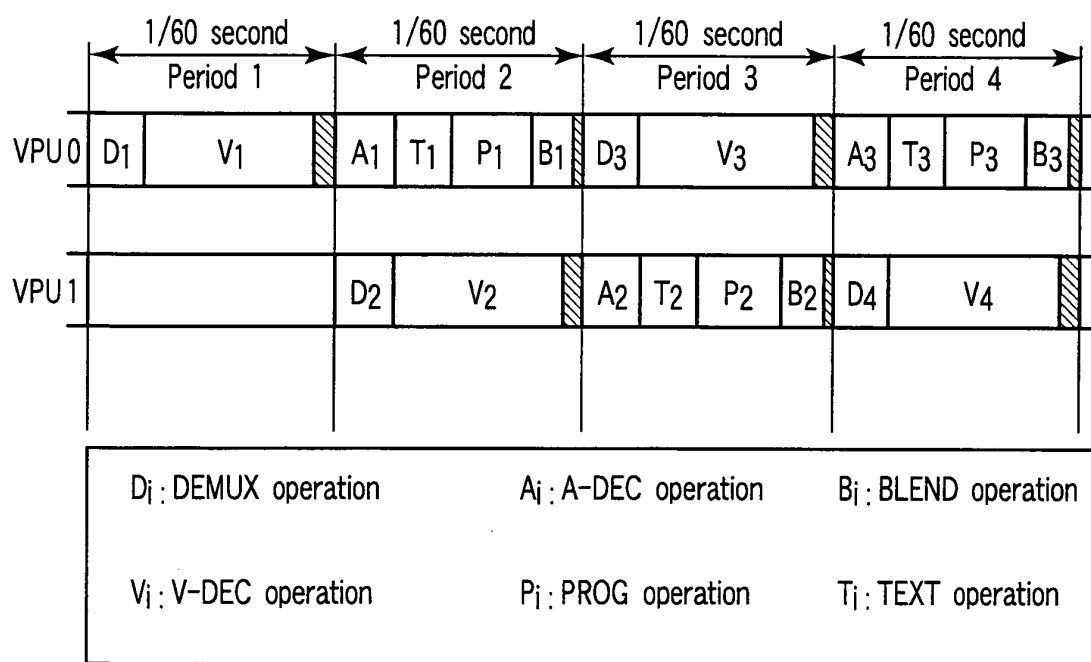 1/60 second 1/60 second 1/60 second 1/60 second
Period 1 Period 2 Period 3 Period 4
VPU0 D1 V1 A1 T1 P1 B1 D3 V3 A3 T3 P3 B3
VPU1 D2 V2 A2 T2 P2 B2 D4 V4
Di : DEMUX operation Ai : A-DEC operation Bi : BLEND operation
Vi : V-DEC operation Pi : PROG operation Ti : TEXT operation